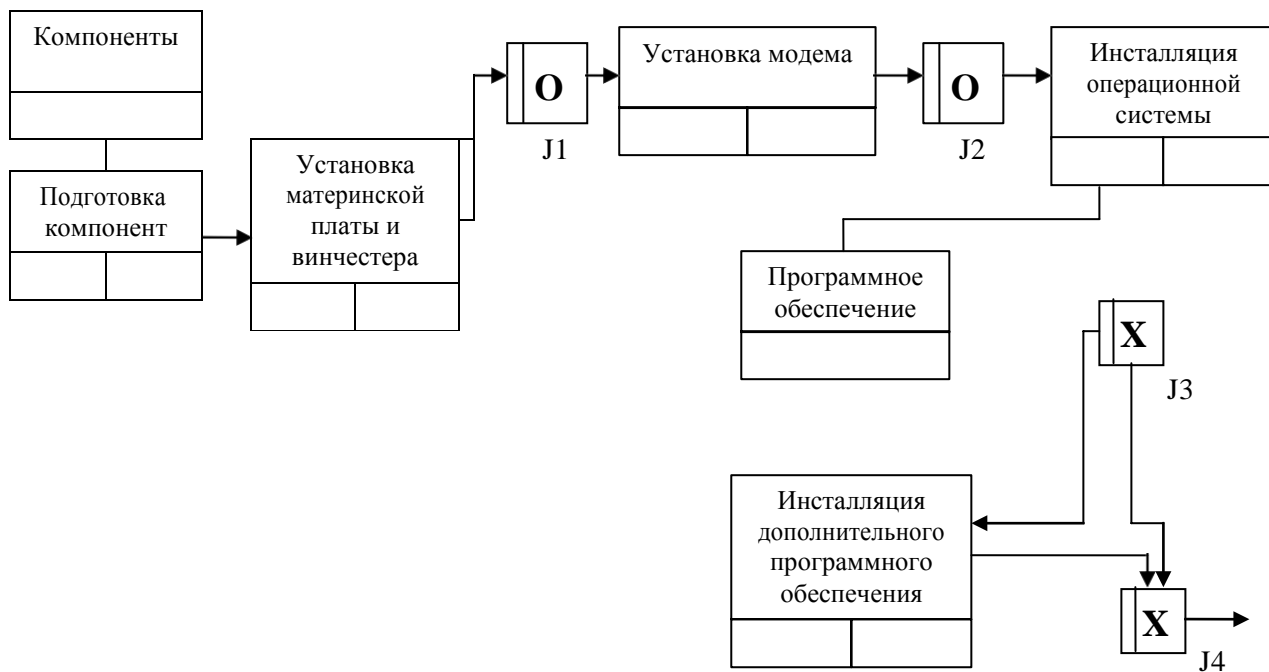 Компоненты
Подготовка
компонент
Установка
материнской
платы и
винчестера
O
J1
Установка модема
O
J2
Инсталляция
операционной
системы
Программное
обеспечение
X
J3
Инсталляция
дополнительного
программного
обеспечения
X
J4